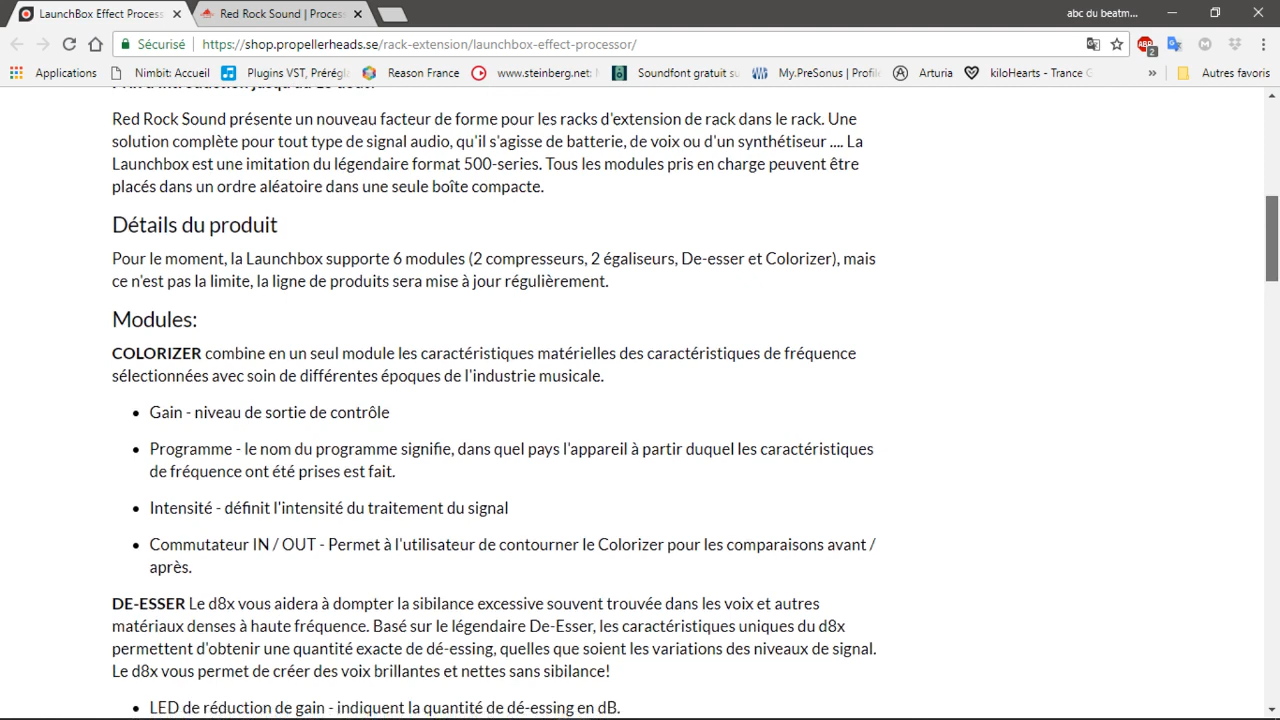 LaunchBox Effect Process
Red Rock Sound | Process
abc du beatm...
Sécurisé
https://shop.propellerheads.se/rack-extension/launchbox-effect-processor/
ABP
2
Applications
Nimbit: Accueil
Plugins VST, Prérégla
Reason France
www.steinberg.net:
Soundfont gratuit su
My.PreSonus | Profile
Arturia
kiloHearts - Trance G
»
Autres favoris
Red Rock Sound présente un nouveau facteur de forme pour les racks d'extension de rack dans le rack. Une
solution complète pour tout type de signal audio, qu'il s'agisse de batterie, de voix ou d'un synthétiseur .... La
Launchbox est une imitation du légendaire format 500-series. Tous les modules pris en charge peuvent être
placés dans un ordre aléatoire dans une seule boîte compacte.
Détails du produit
Pour le moment, la Launchbox supporte 6 modules (2 compresseurs, 2 égaliseurs, De-esser et Colorizer), mais
ce n'est pas la limite, la ligne de produits sera mise à jour régulièrement.
Modules:
COLORIZER combine en un seul module les caractéristiques matérielles des caractéristiques de fréquence
sélectionnées avec soin de différentes époques de l'industrie musicale.
• Gain - niveau de sortie de contrôle
• Programme - le nom du programme signifie, dans quel pays l'appareil à partir duquel les caractéristiques
de fréquence ont été prises est fait.
• Intensité - définit l'intensité du traitement du signal
• Commutateur IN / OUT - Permet à l'utilisateur de contourner le Colorizer pour les comparaisons avant /
après.
DE-ESSER Le d8x vous aidera à dompter la sibilance excessive souvent trouvée dans les voix et autres
matériaux denses à haute fréquence. Basé sur le légendaire De-Esser, les caractéristiques uniques du d8x
permettent d'obtenir une quantité exacte de dé-essing, quelles que soient les variations des niveaux de signal.
Le d8x vous permet de créer des voix brillantes et nettes sans sibilance!
• LED de réduction de gain - indiquent la quantité de dé-essing en dB.